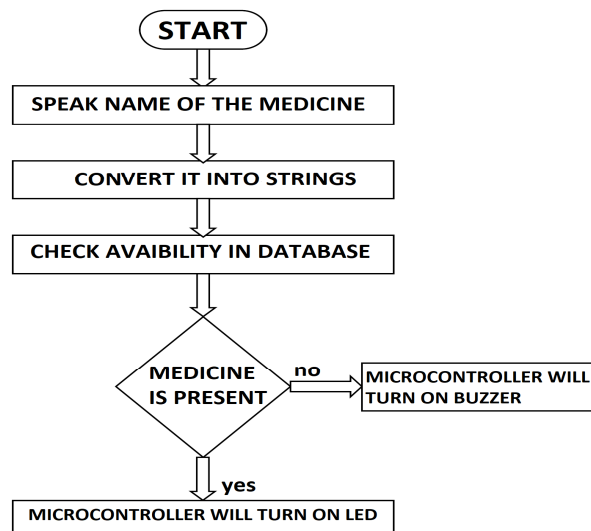 START
SPEAK NAME OF THE MEDICINE
CONVERT IT INTO STRINGS
CHECK AVAIBILITY IN DATABASE
MEDICINE
IS PRESENT
no
MICROCONTROLLER WILL
TURN ON BUZZER
yes
MICROCONTROLLER WILL TURN ON LED